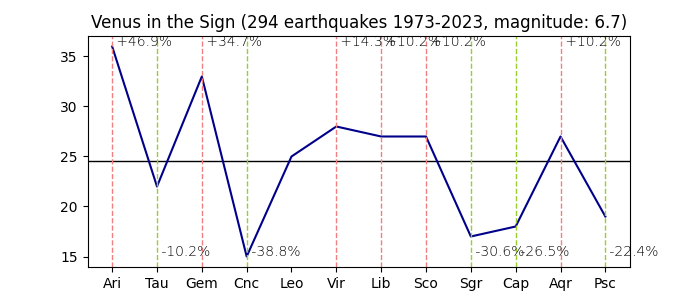 Venus in the Sign (294 earthquakes 1973-2023, magnitude: 6.7)
+46.9% +34.7% +14.3% +10.2% +10.2% +10.2%
35
30
25
20
15
-10.2% -38.8% -30.6% -26.5% -22.4%
Ari Tau Gem Cnc Leo Vir Lib Sco Sgr Cap Aqr Psc